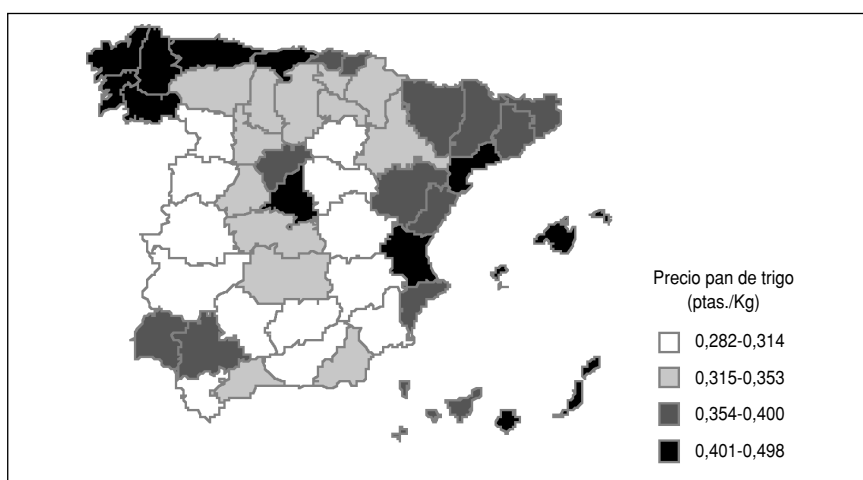 Precio pan de trigo
(ptas./Kg)
0,282-0,314
0,315-0,353
0,354-0,400
0,401-0,498